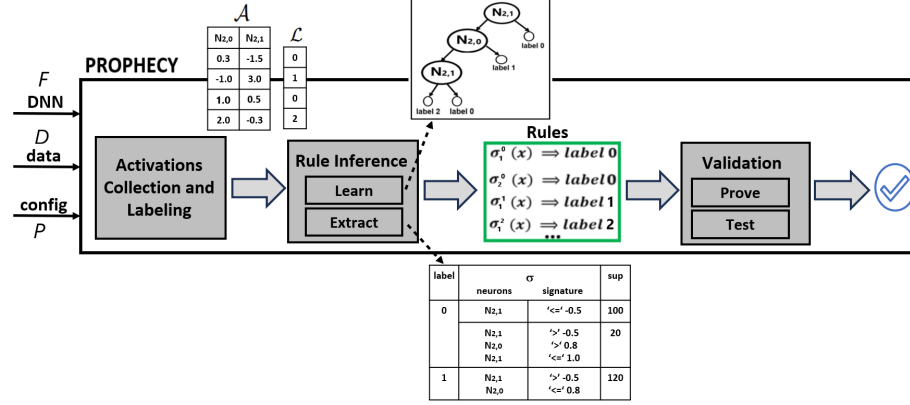 A L
N2,0 N2,1
0.3 -1.5 0
-1.0 3.0 1
1.0 0.5 0
2.0 -0.3 2
N2,1
N2,0 label 0
label 1
N2,1
label 2 label 0
PROPHECY
F
DNN
D
data
config
P
Activations
Collection and
Labeling
Rule Inference
Learn
Extract
Rules
σ₁⁰ (x) ⟹ label 0
σ₂⁰ (x) ⟹ label 0
σ₁¹ (x) ⟹ label 1
σ₁² (x) ⟹ label 2
...
Validation
Prove
Test
label σ sup
neurons signature
0 N2,1 ‘<=‘ -0.5 100
N2,1 ‘>’ -0.5 20
N2,0 ‘>’ 0.8
N2,1 ‘<=‘ 1.0
1 N2,1 ‘>’ -0.5 120
N2,0 ‘<=‘ 0.8